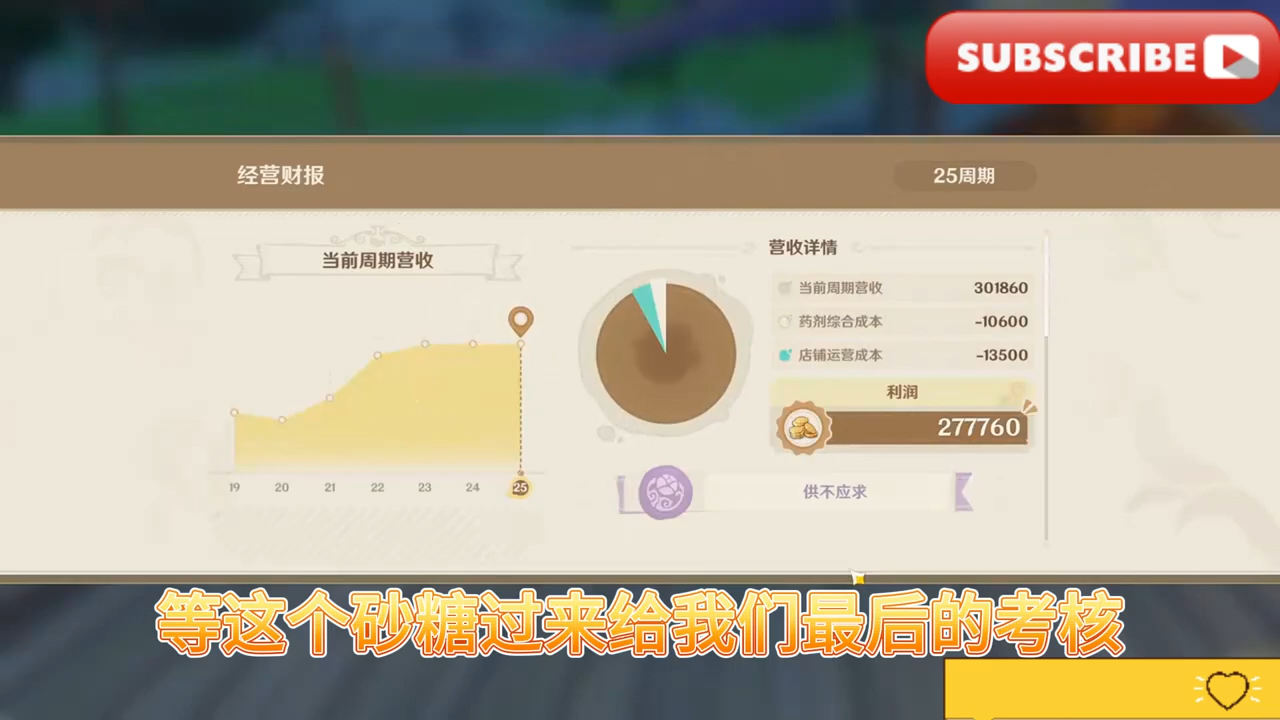 SUBSCRIBE
经营财报
25周期
当前周期营收
19 20 21 22 23 24 25
营收详情
当前周期营收 301860
药剂综合成本 -10600
店铺运营成本 -13500
利润
277760
供不应求
等这个砂糖过来给我们最后的考核